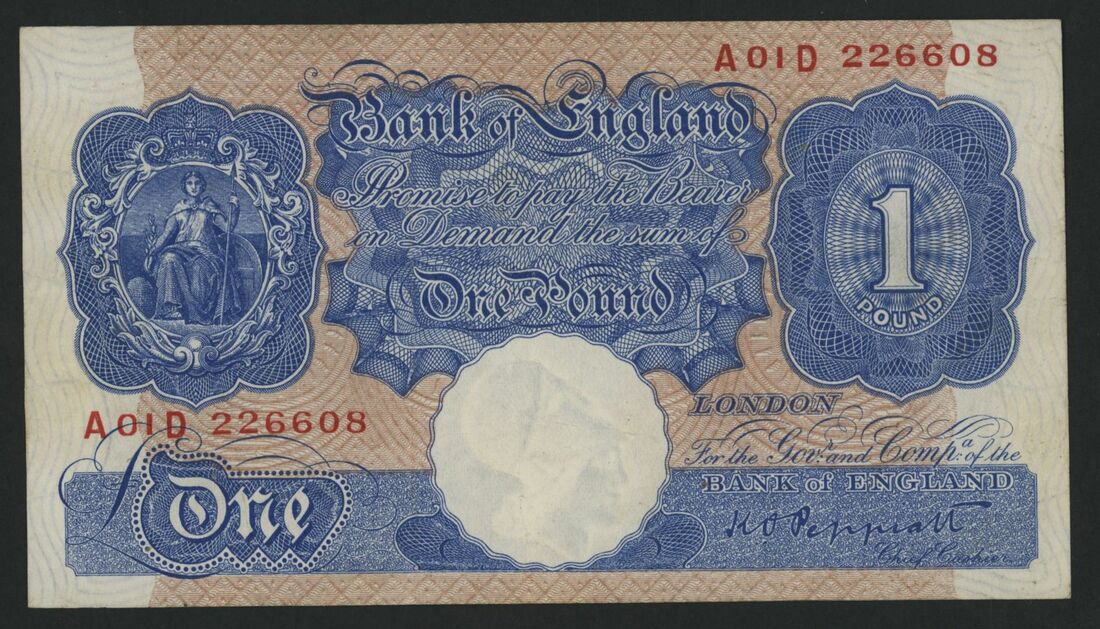 A01D 226608
Bank of England
Promise to pay the Bearer
on Demand the sum of
One Pound
1
POUND
A01D 226608
LONDON
For the Govr. and Compa. of the
BANK of ENGLAND
One
K O Peppiatt
Chief Cashier